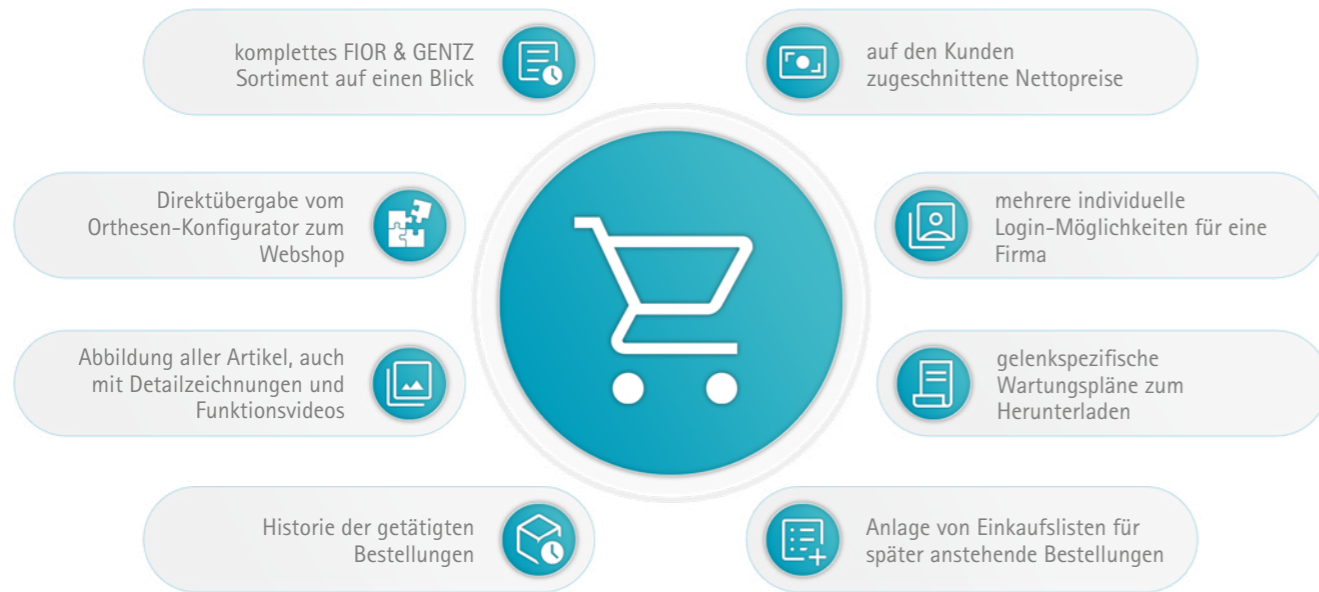 komplettes FIOR & GENTZ
Sortiment auf einen Blick
auf den Kunden
zugeschnittene Nettopreise
Direktübergabe vom
Orthesen-Konfigurator zum
Webshop
mehrere individuelle
Login-Möglichkeiten für eine
Firma
Abbildung aller Artikel, auch
mit Detailzeichnungen und
Funktionsvideos
gelenkspezifische
Wartungspläne zum
Herunterladen
Historie der getätigten
Bestellungen
Anlage von Einkaufslisten für
später anstehende Bestellungen